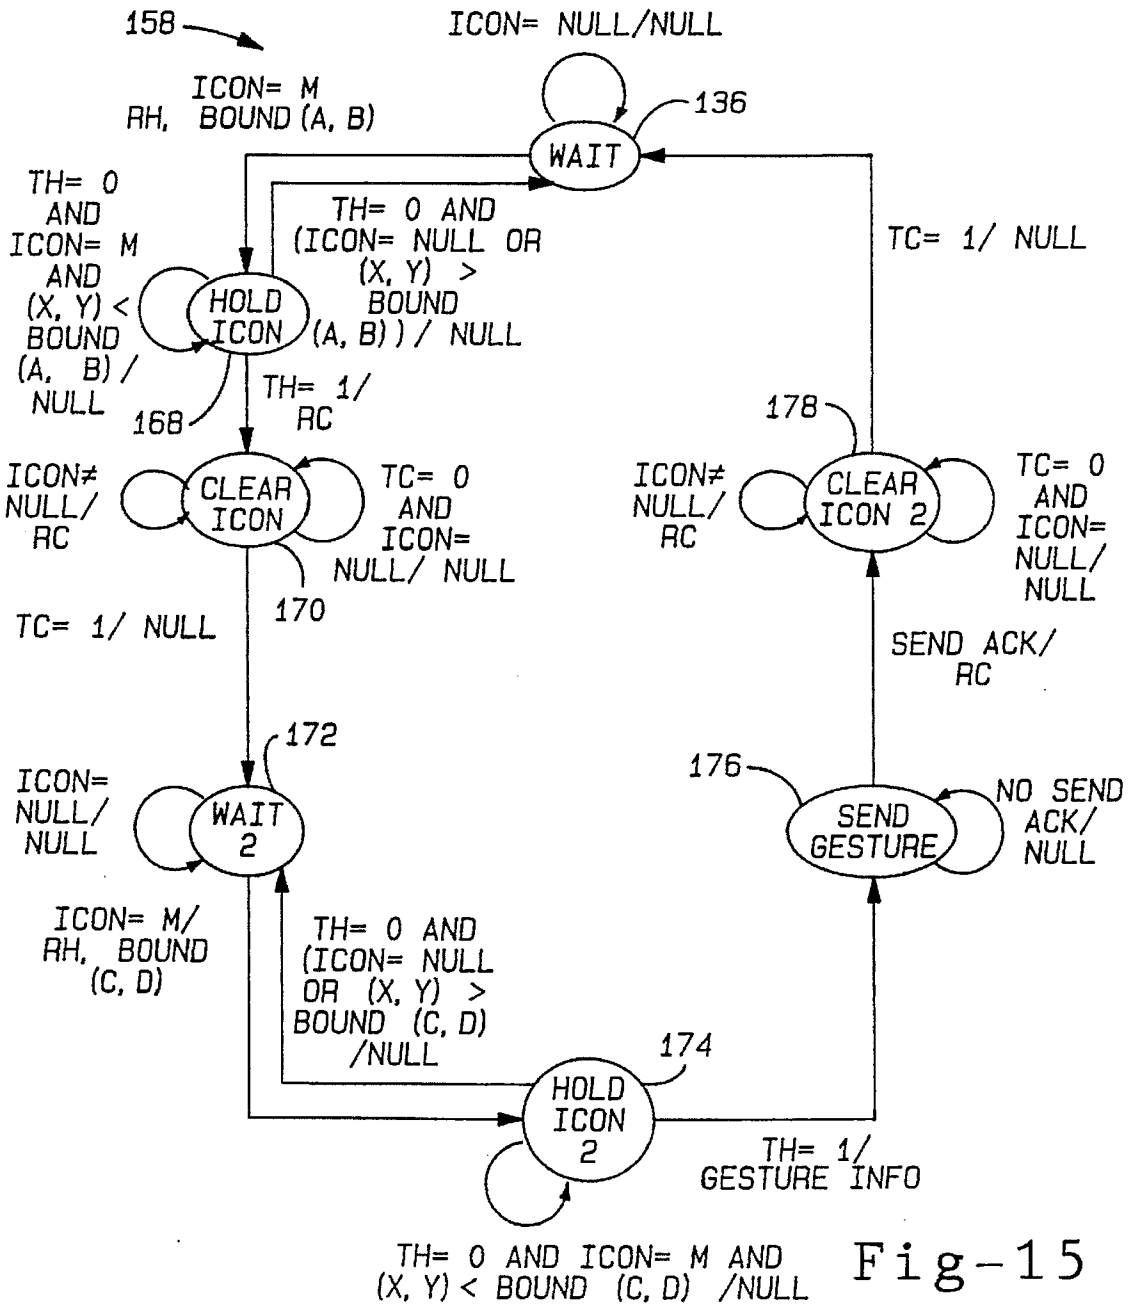 158
ICON= NULL/NULL
ICON= M
RH, BOUND (A, B)
136
WAIT
TH= 0
AND
ICON= M
AND
(X, Y) <
BOUND
(A, B) /
NULL
TH= 0 AND
(ICON= NULL OR
(X, Y) >
BOUND
(A, B) ) / NULL
TC= 1/ NULL
HOLD
ICON
168
TH= 1/
RC
178
ICON≠
NULL/
RC
CLEAR
ICON
TC= 0
AND
ICON=
NULL/ NULL
170
ICON≠
NULL/
RC
CLEAR
ICON 2
TC= 0
AND
ICON=
NULL/
NULL
TC= 1/ NULL
SEND ACK/
RC
172
ICON=
NULL/
NULL
WAIT
2
176
SEND
GESTURE
NO SEND
ACK/
NULL
ICON= M/
RH, BOUND
(C, D)
TH= 0 AND
(ICON= NULL
OR (X, Y) >
BOUND (C, D)
/NULL
174
HOLD
ICON
2
TH= 1/
GESTURE INFO
TH= 0 AND ICON= M AND
(X, Y) < BOUND (C, D) /NULL
Fig-15